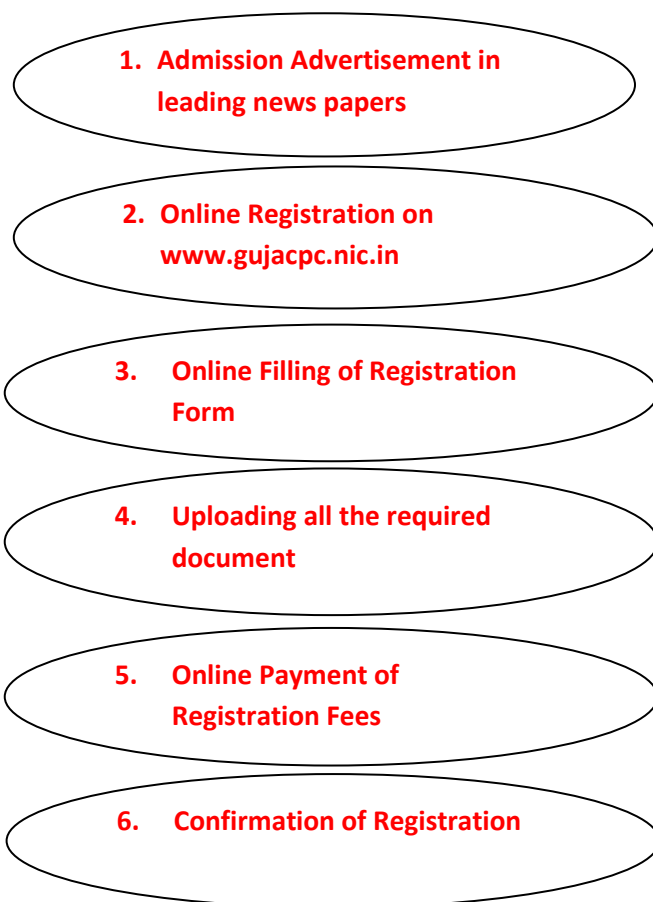 1. Admission Advertisement in
leading news papers
2. Online Registration on
www.gujacpc.nic.in
3. Online Filling of Registration
Form
4. Uploading all the required
document
5. Online Payment of
Registration Fees
6. Confirmation of Registration